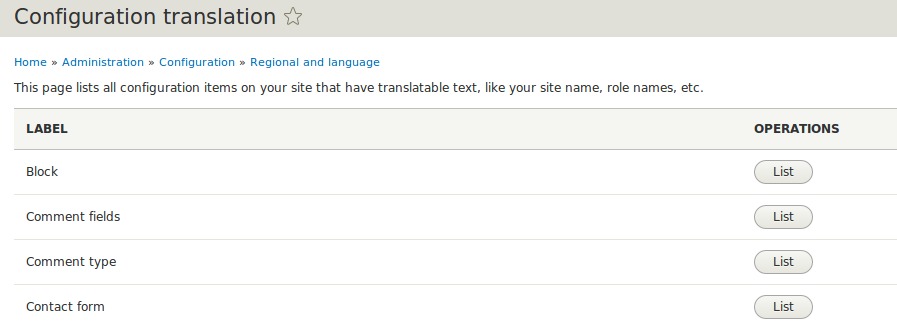 Configuration translation
Home » Administration » Configuration » Regional and language
This page lists all configuration items on your site that have translatable text, like your site name, role names, etc.
LABEL OPERATIONS
Block List
Comment fields List
Comment type List
Contact form List